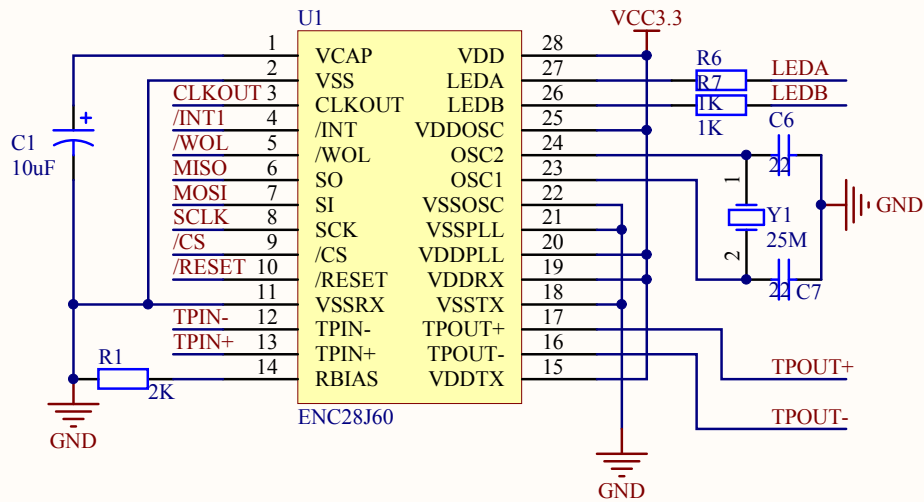 U1
VCC3.3
1 VCAP VDD 28
2 VSS LEDA 27 R6 LEDA
CLKOUT 3 CLKOUT LEDB 26 R7 1K LEDB
/INT1 4 /INT VDDOSC 25 1K C6
/WOL 5 /WOL OSC2 24 22
C1
10uF
MISO 6 SO OSC1 23 1
MOSI 7 SI VSSOSC 22 GND
SCLK 8 SCK VSSPLL 21 Y1
/CS 9 /CS VDDPLL 20 2 25M
/RESET 10 /RESET VDDRX 19 22 C7
11 VSSRX VSSTX 18
TPIN- 12 TPIN- TPOUT+ 17
TPIN+ 13 TPIN+ TPOUT- 16
R1 14 RBIAS VDDTX 15 TPOUT+
2K
GND ENC28J60 TPOUT-
GND